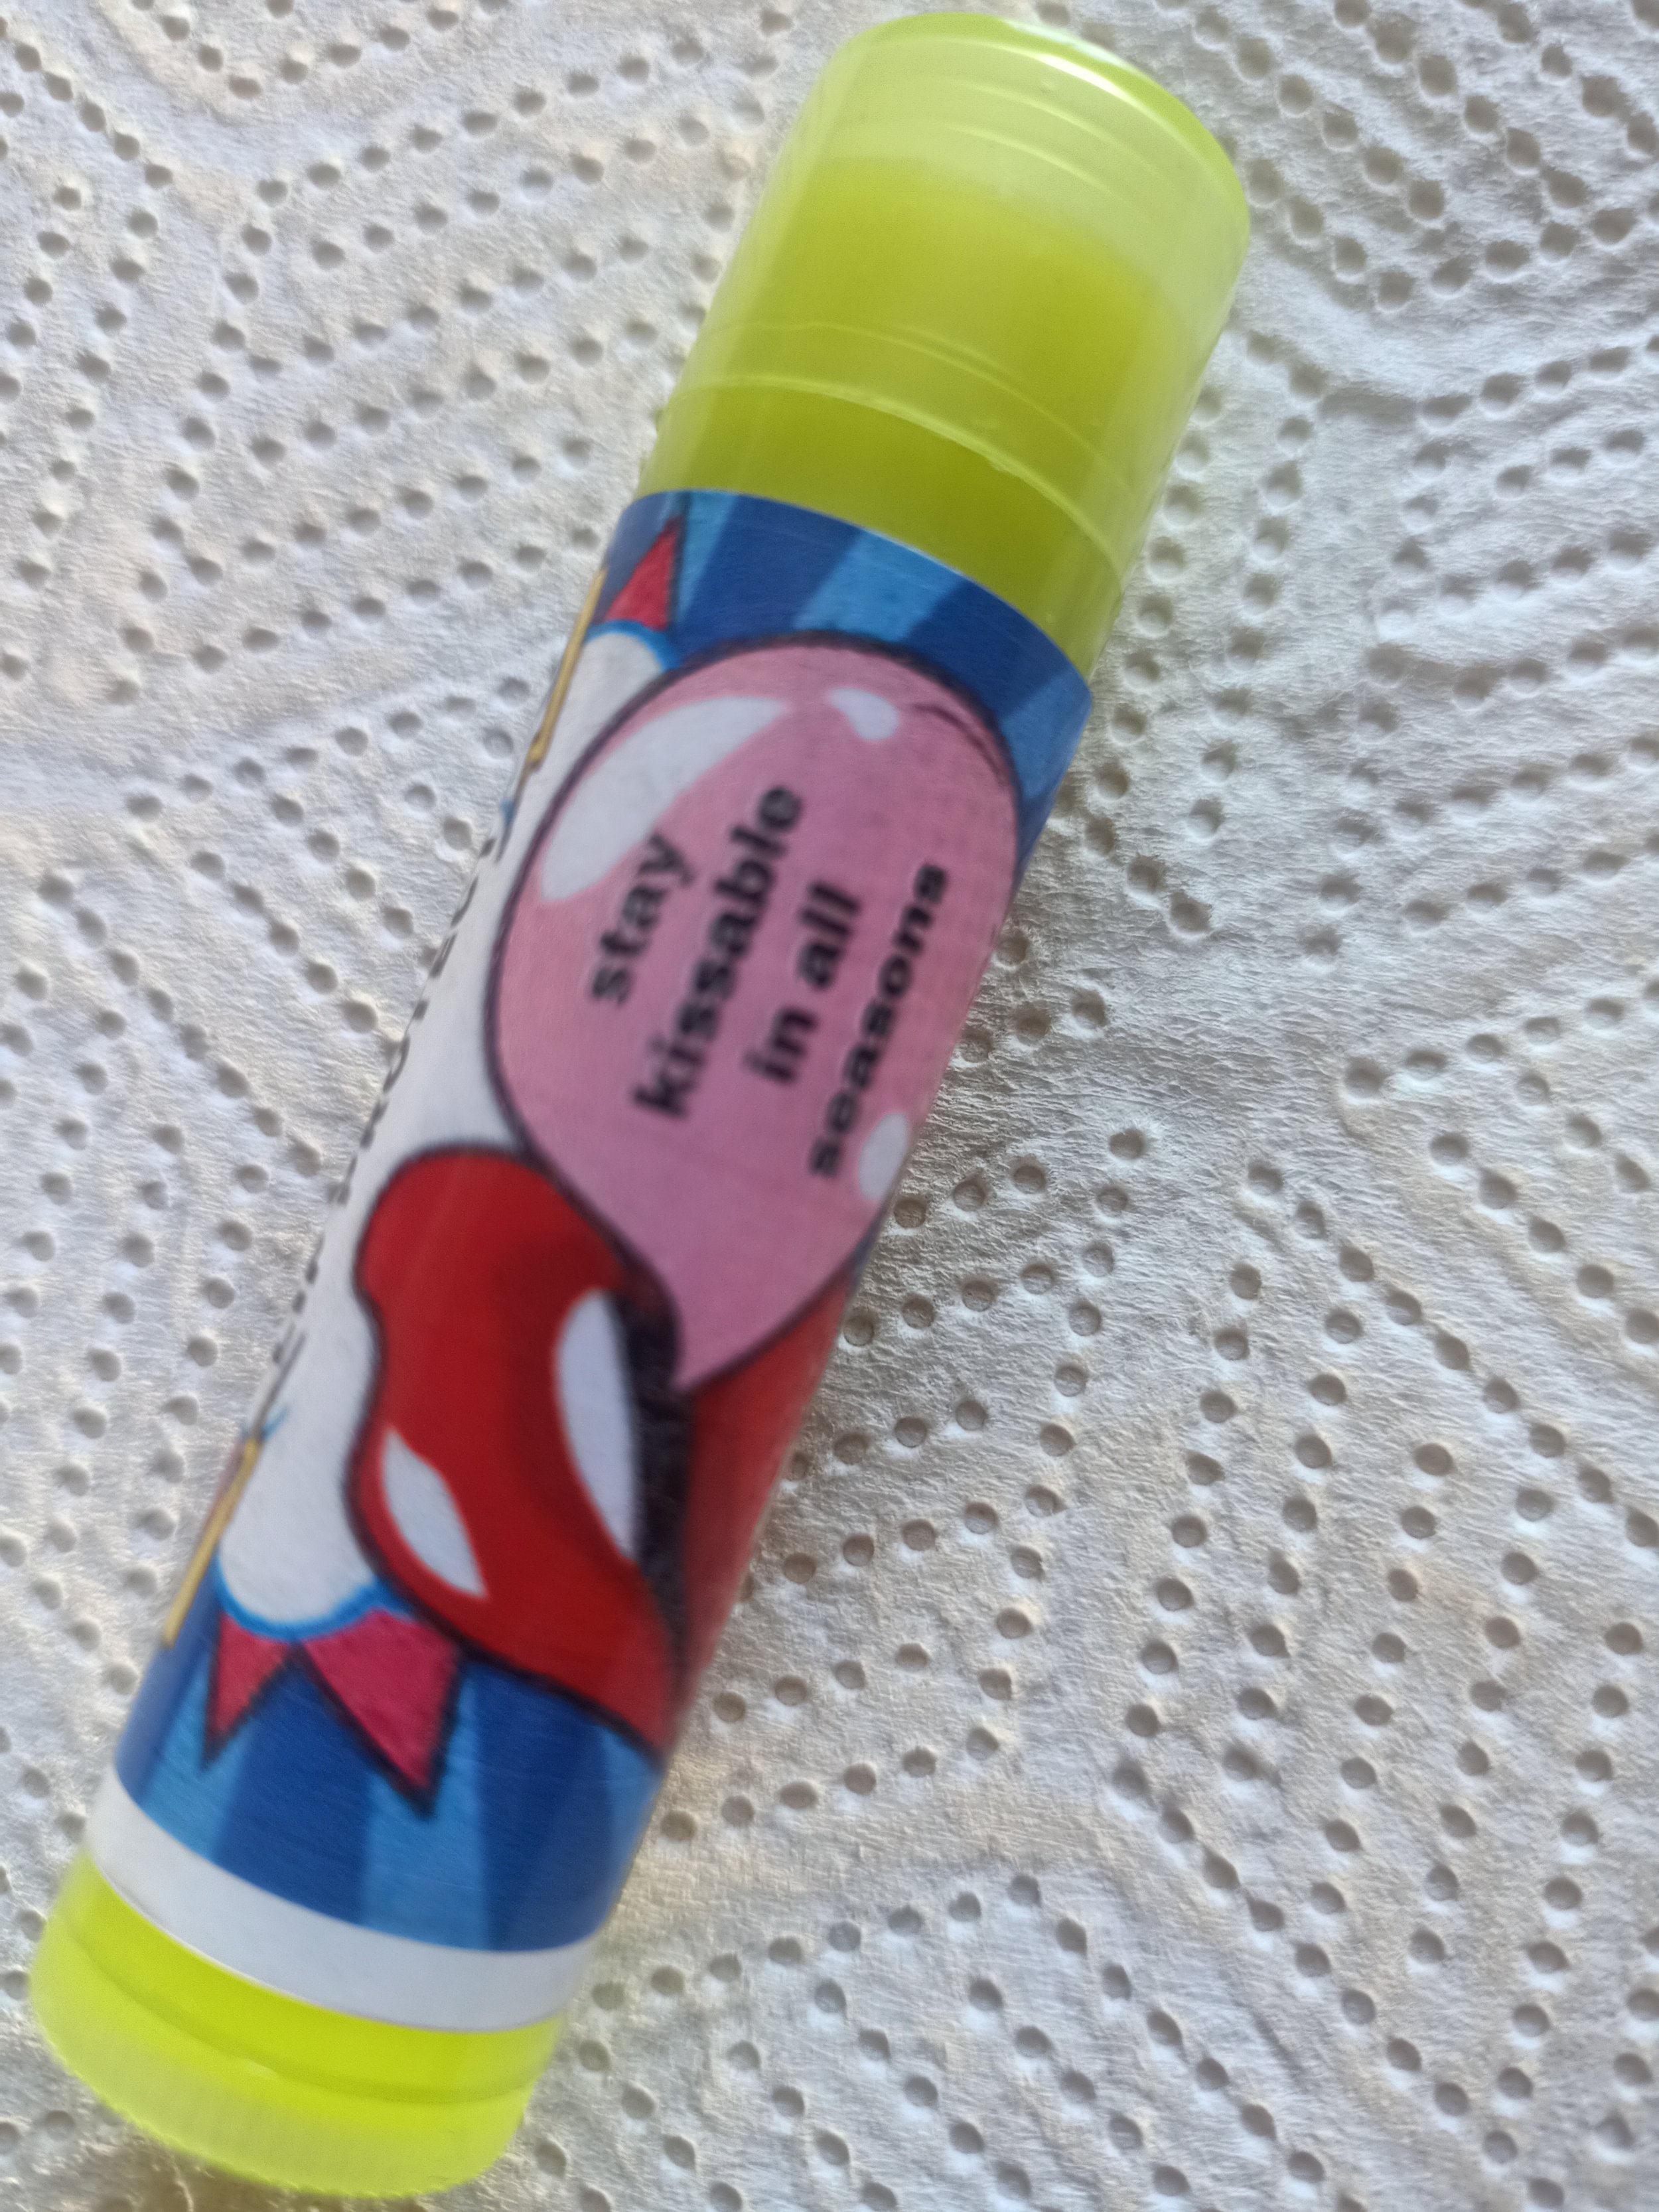 stay
kissable
in all
seasons